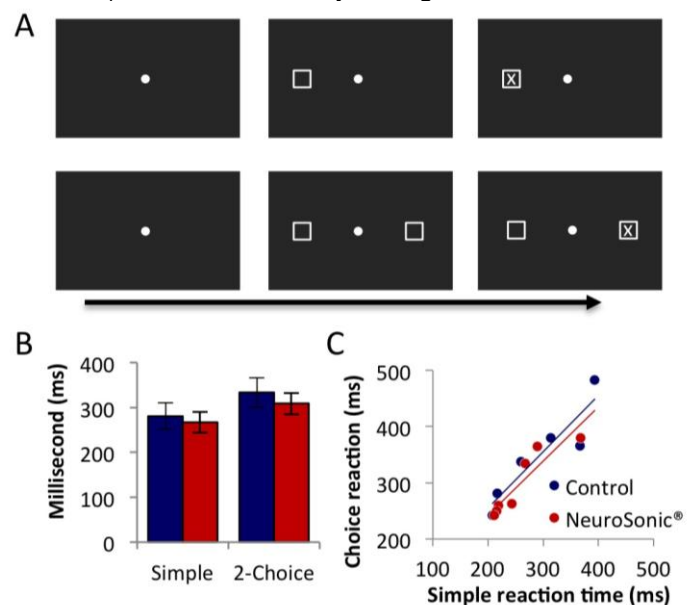 A
X
X
B
C
400
300
200
100
0
Millisecond (ms)
Simple 2-Choice
500
400
300
200
Choice reaction (ms)
Control
NeuroSonic®
100 200 300 400 500
Simple reaction time (ms)